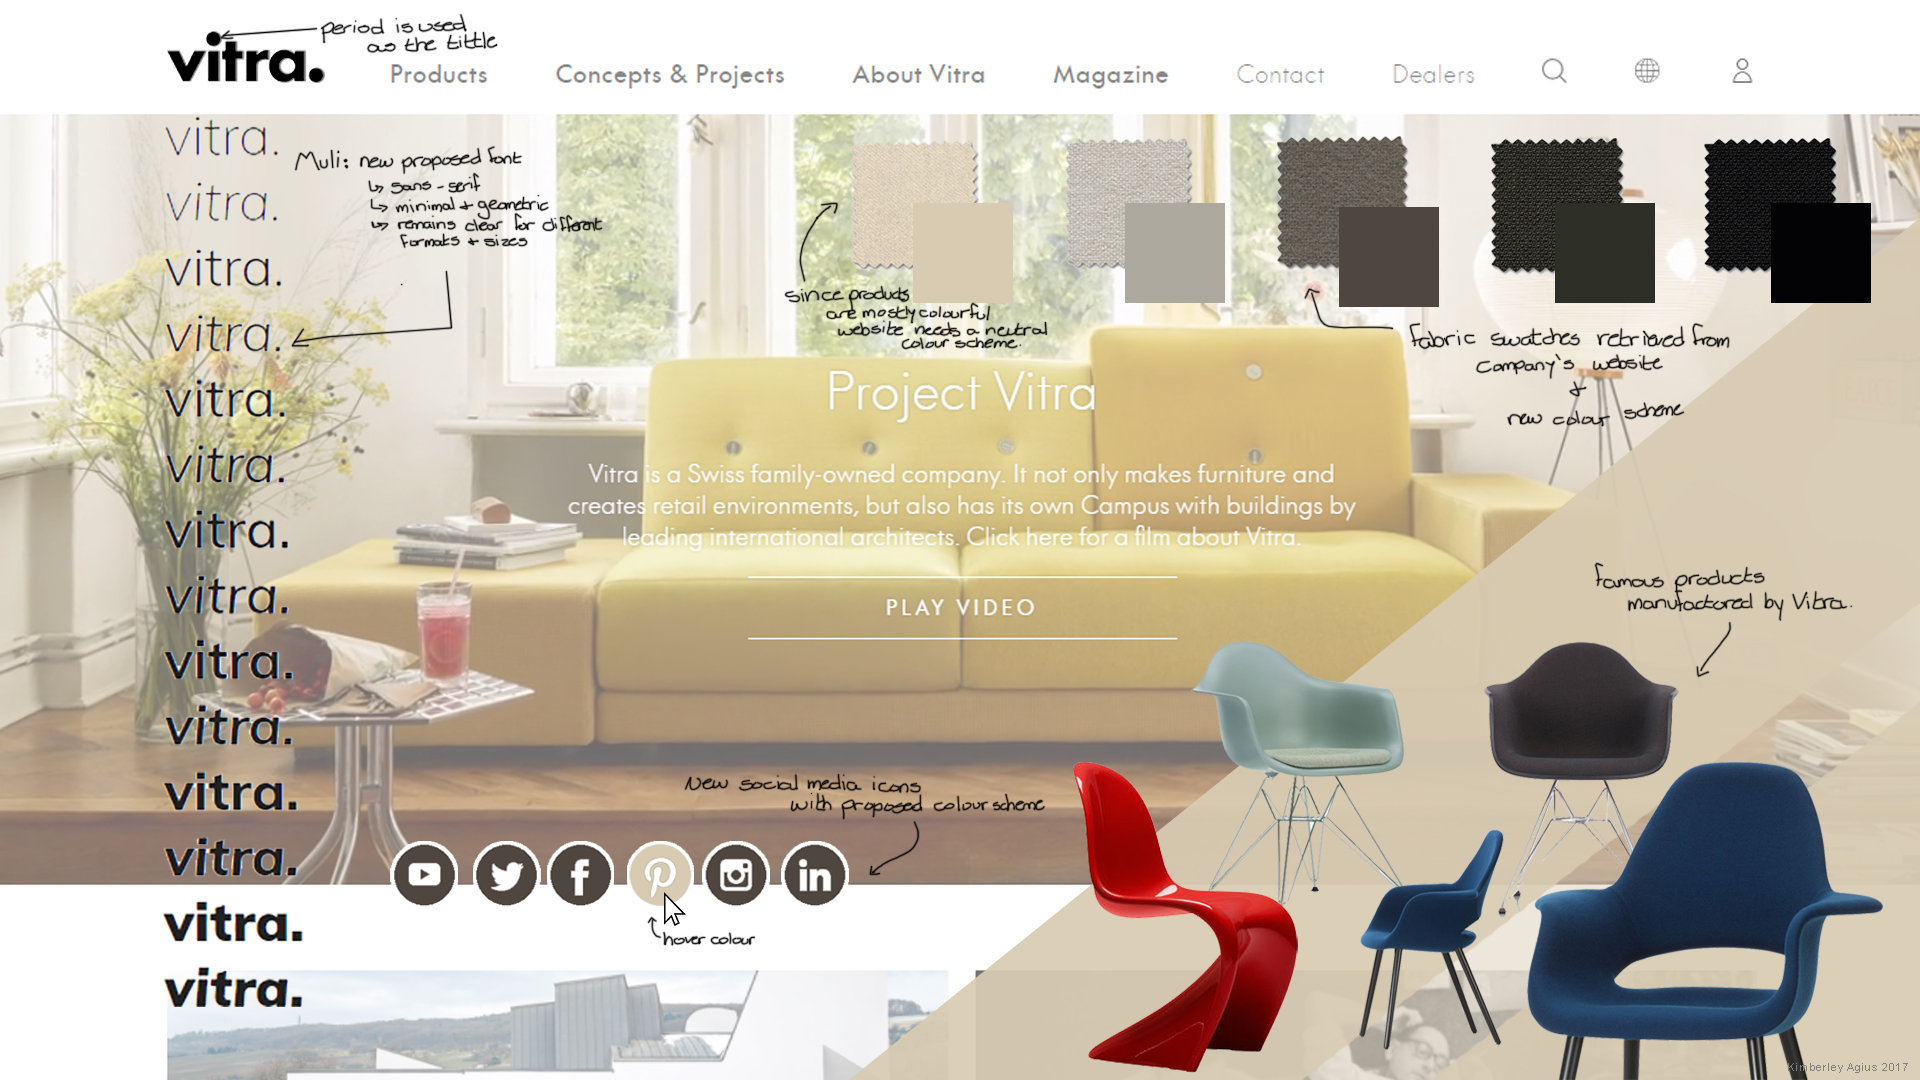 period is used
as the tittle
vitra.
Products
Concepts & Projects
About Vitra
Magazine
Contact
Dealers
vitra.
vitra.
vitra.
vitra.
vitra.
vitra.
vitra.
vitra.
vitra.
vitra.
vitra.
vitra.
vitra.
vitra.
Muli: new proposed font
↳ sans-serif
↳ minimal + geometric
↳ remains clear for different
formats + sizes
since products
are mostly colourful
website needs a neutral
colour scheme.
fabric swatches retrieved from
Company's website
&
new colour scheme
Project Vitra
Vitra is a Swiss family-owned company. It not only makes furniture and
creates retail environments, but also has its own Campus with buildings by
leading international architects. Click here for a film about Vitra.
PLAY VIDEO
famous products
manufactored by Vitra.
New social media icons
with proposed colour scheme
in
hover colour
Kimberley Agius 2017